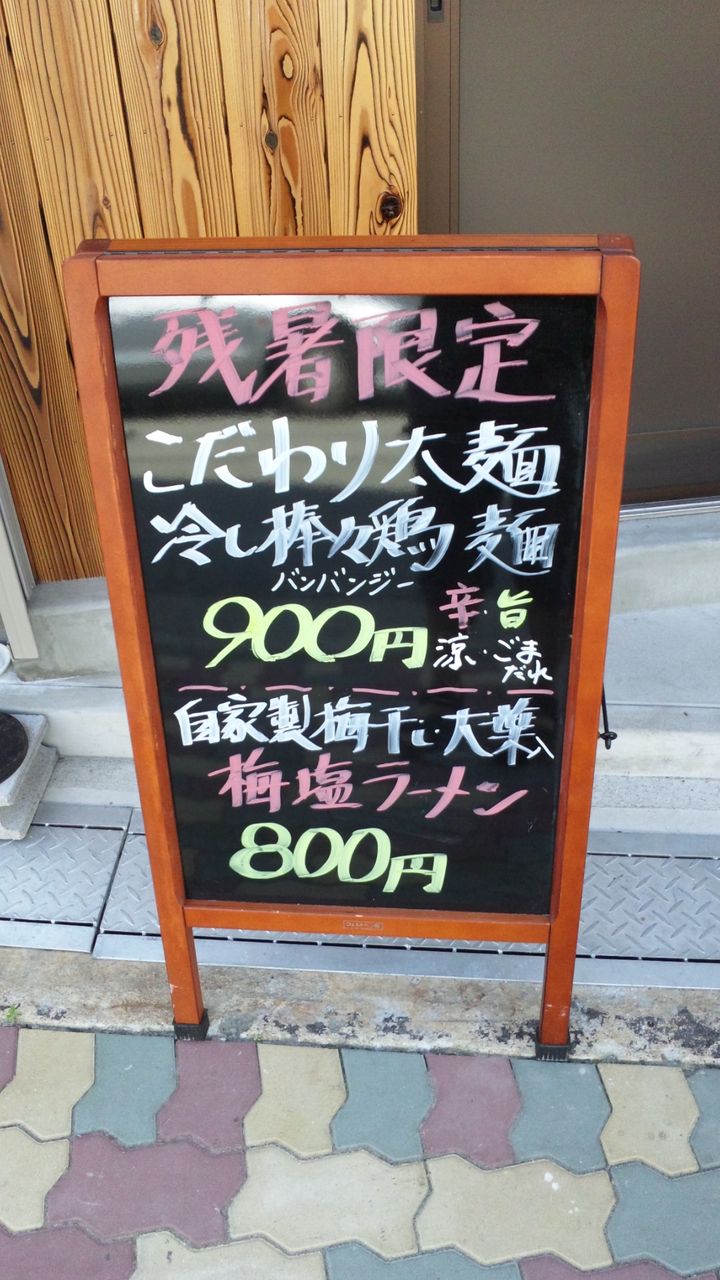 残暑限定
こだわり太麺
冷し棒々鶏麺
バンバンジー
900円
辛・旨
涼・ごまだれ
自家製梅干し・大葉入
梅塩ラーメン
800円